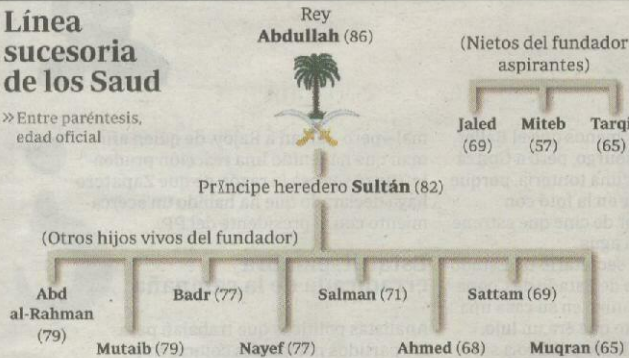 Línea
sucesoria
de los Saud
»Entre paréntesis,
edad oficial
Rey
Abdullah (86)
Príncipe heredero Sultán (82)
(Nietos del fundador
aspirantes)
Jaled
(69)
Miteb
(57)
Tarqi
(65)
(Otros hijos vivos del fundador)
Abd
al-Rahman
(79)
Mutaib (79)
Badr (77)
Nayef (77)
Salman (71)
Ahmed (68)
Sattam (69)
Muqran (65)